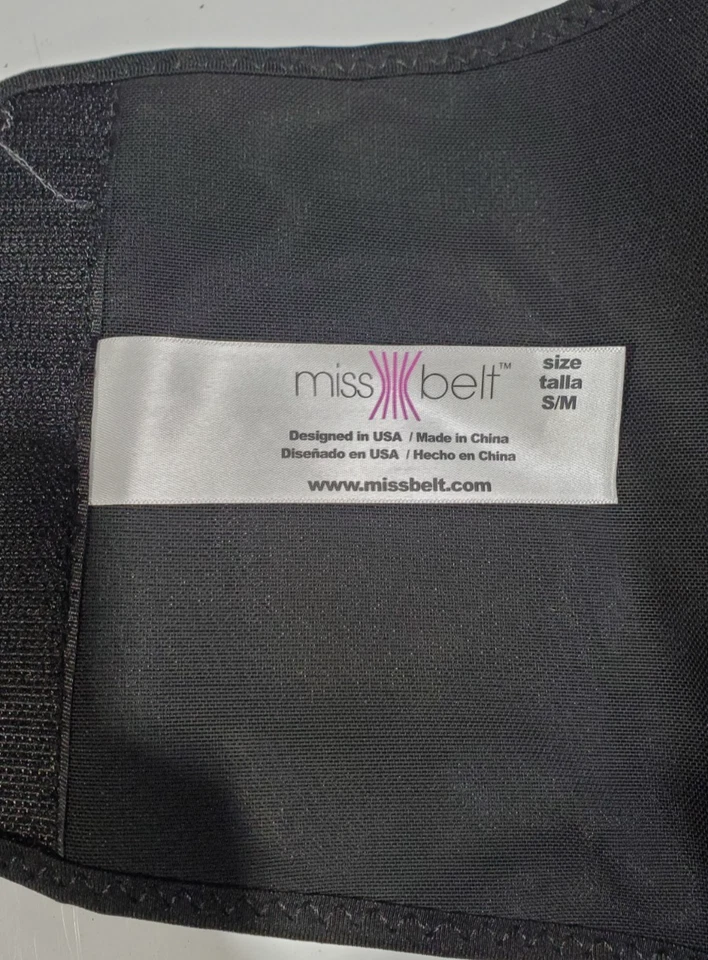 miss belt™
size
talla
S/M
Designed in USA / Made in China
Diseñado en USA / Hecho en China
www.missbelt.com